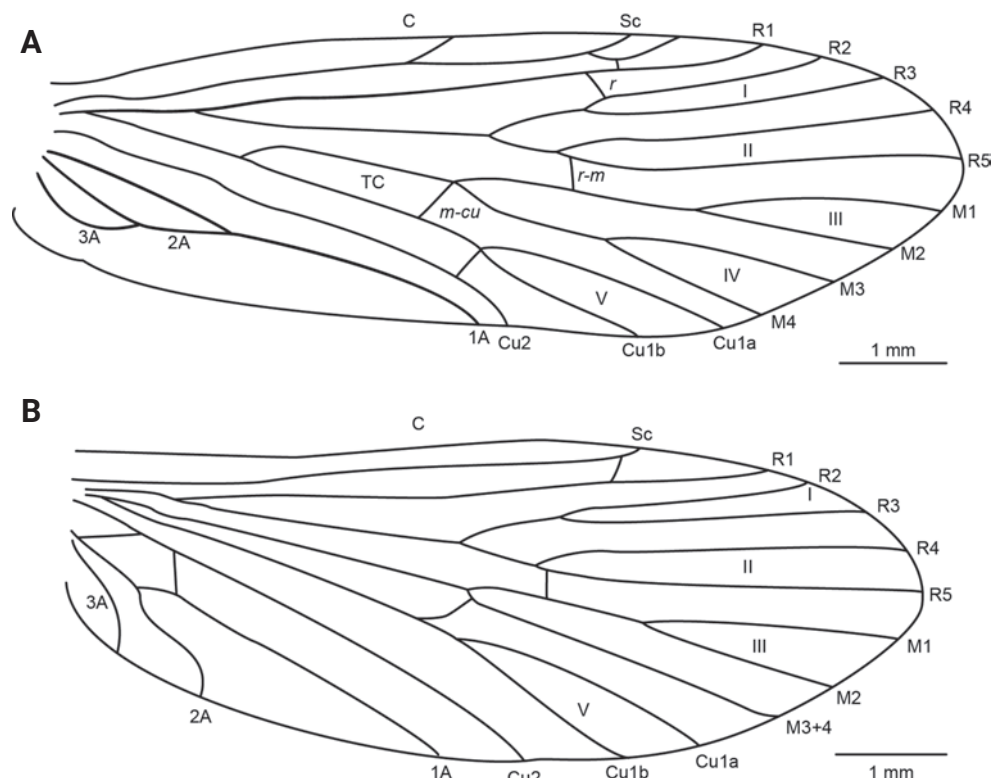 A
C
Sc
R1
R2
r
R3
I
R4
II
R5
r-m
TC
m-cu
M1
III
M2
3A
2A
IV
M3
V
M4
1A
Cu2
Cu1b
Cu1a
1 mm
B
C
Sc
R1
R2
I
R3
R4
II
R5
3A
M1
III
M2
2A
V
M3+4
1A
Cu2
Cu1b
Cu1a
1 mm